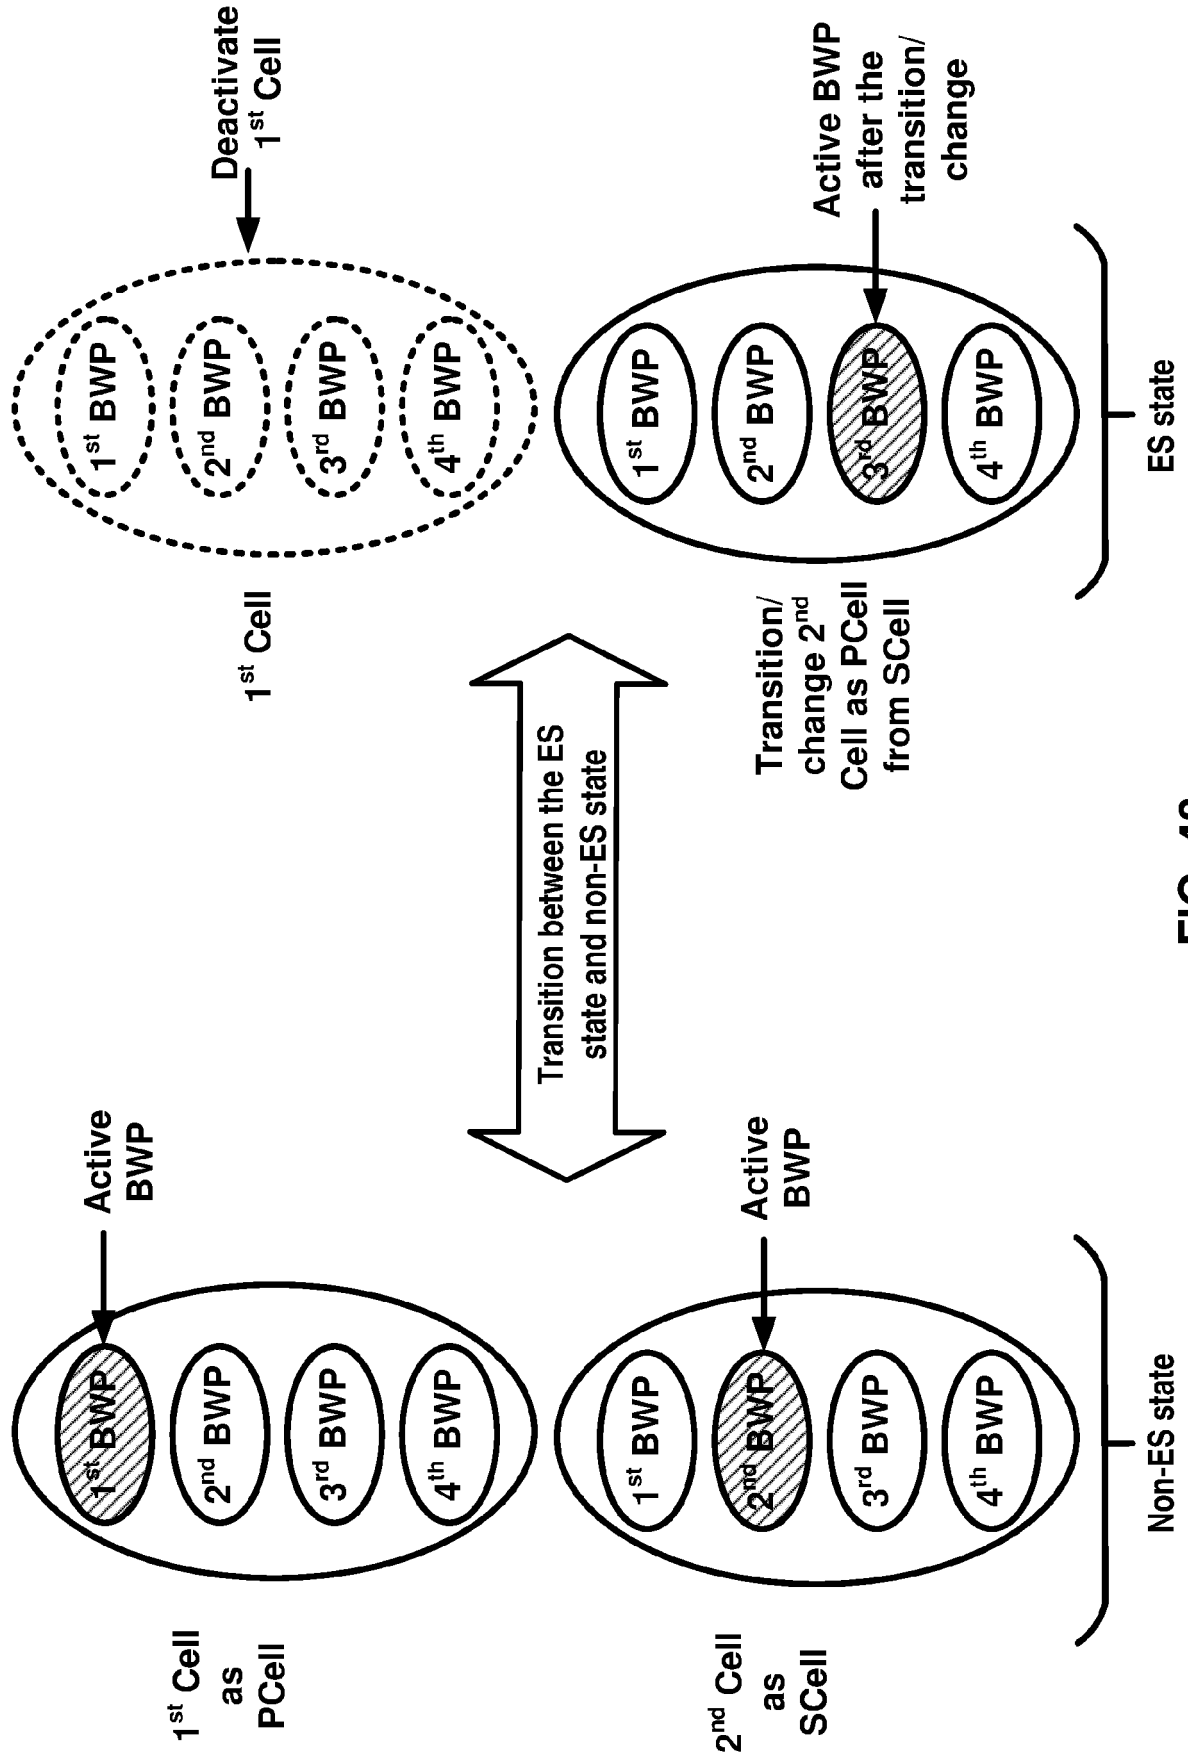 1st Cell
as
PCell
1st BWP
2nd BWP
3rd BWP
4th BWP
Active
BWP
2nd Cell
as
SCell
1st BWP
2nd BWP
3rd BWP
4th BWP
Active
BWP
Non-ES state
Transition between the ES
state and non-ES state
1st Cell
1st BWP
2nd BWP
3rd BWP
4th BWP
Deactivate
1st Cell
Transition/
change 2nd
Cell as PCell
from SCell
1st BWP
2nd BWP
3rd BWP
4th BWP
Active BWP
after the
transition/
change
ES state
FIG.